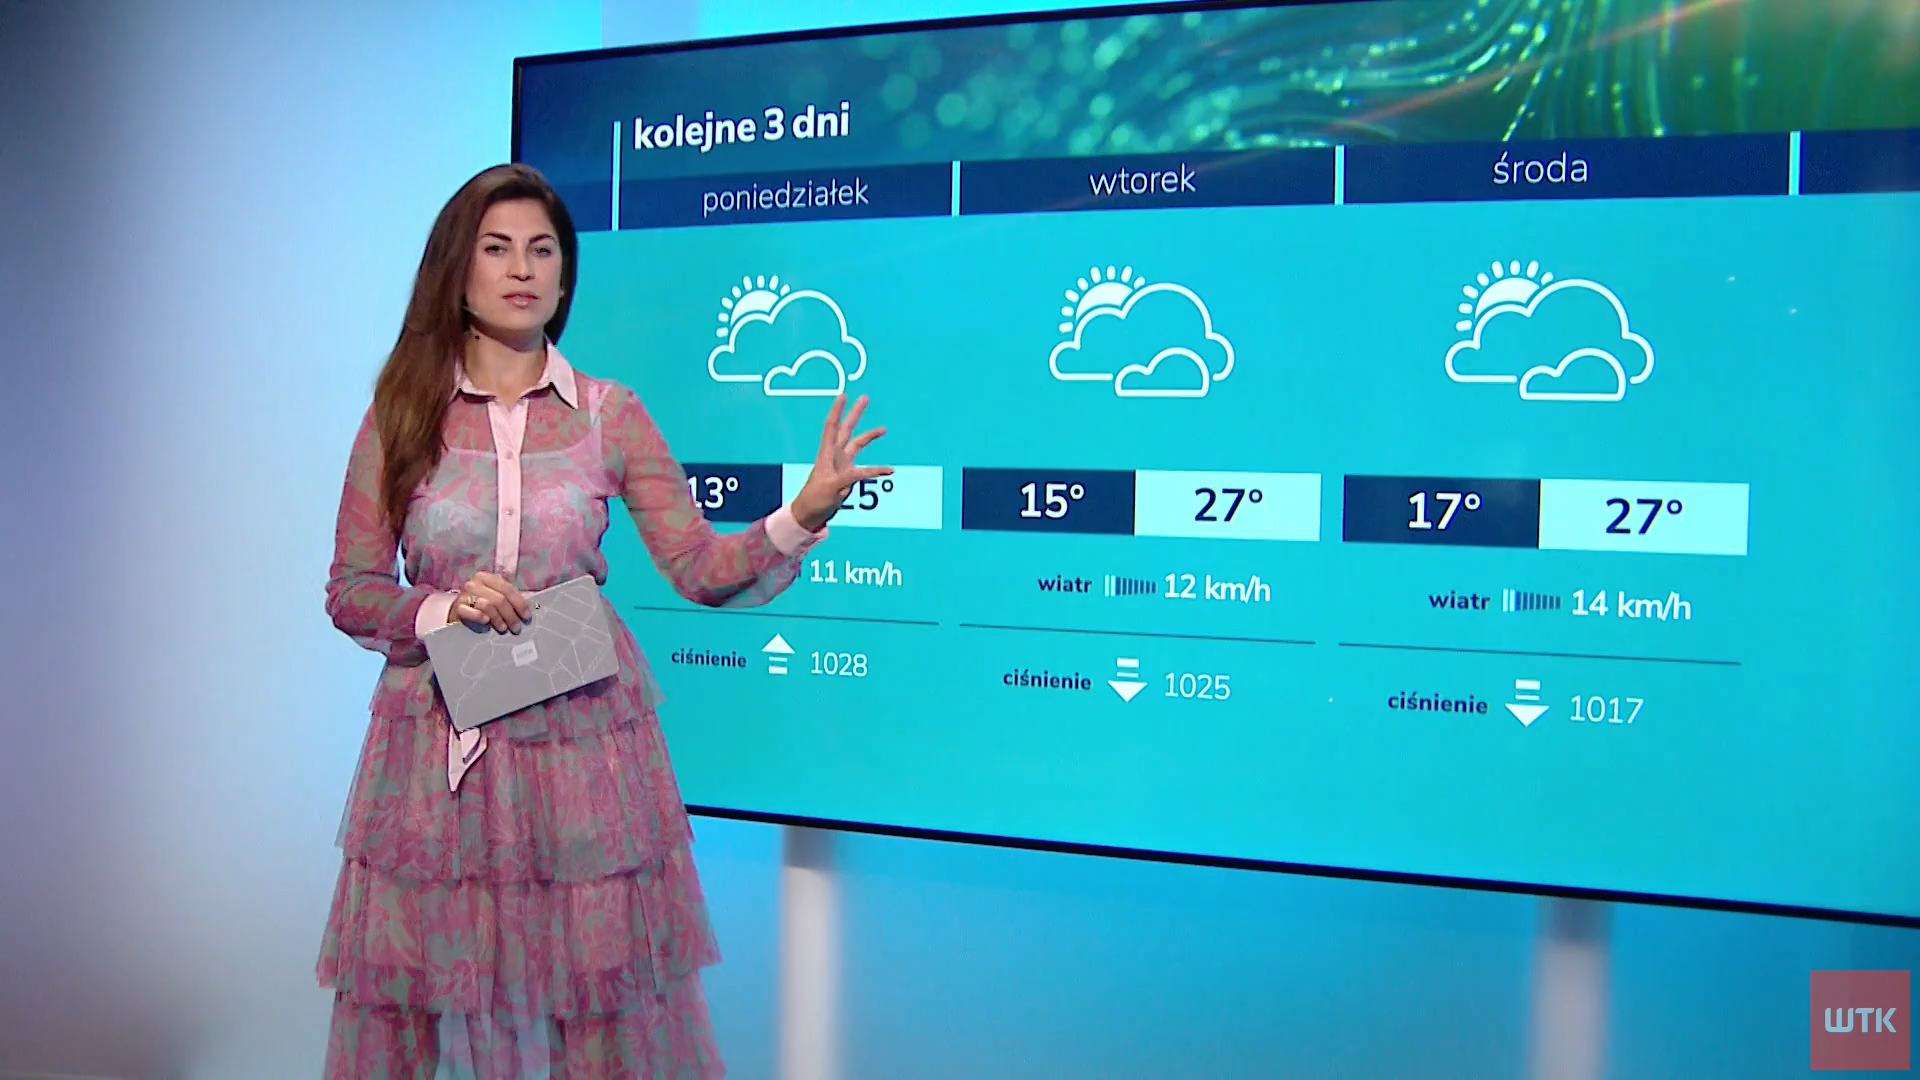 kolejne 3 dni
poniedziałek wtorek środa
13° 25° 15° 27° 17° 27°
11 km/h wiatr 12 km/h wiatr 14 km/h
ciśnienie 1028 ciśnienie 1025 ciśnienie 1017
WTK